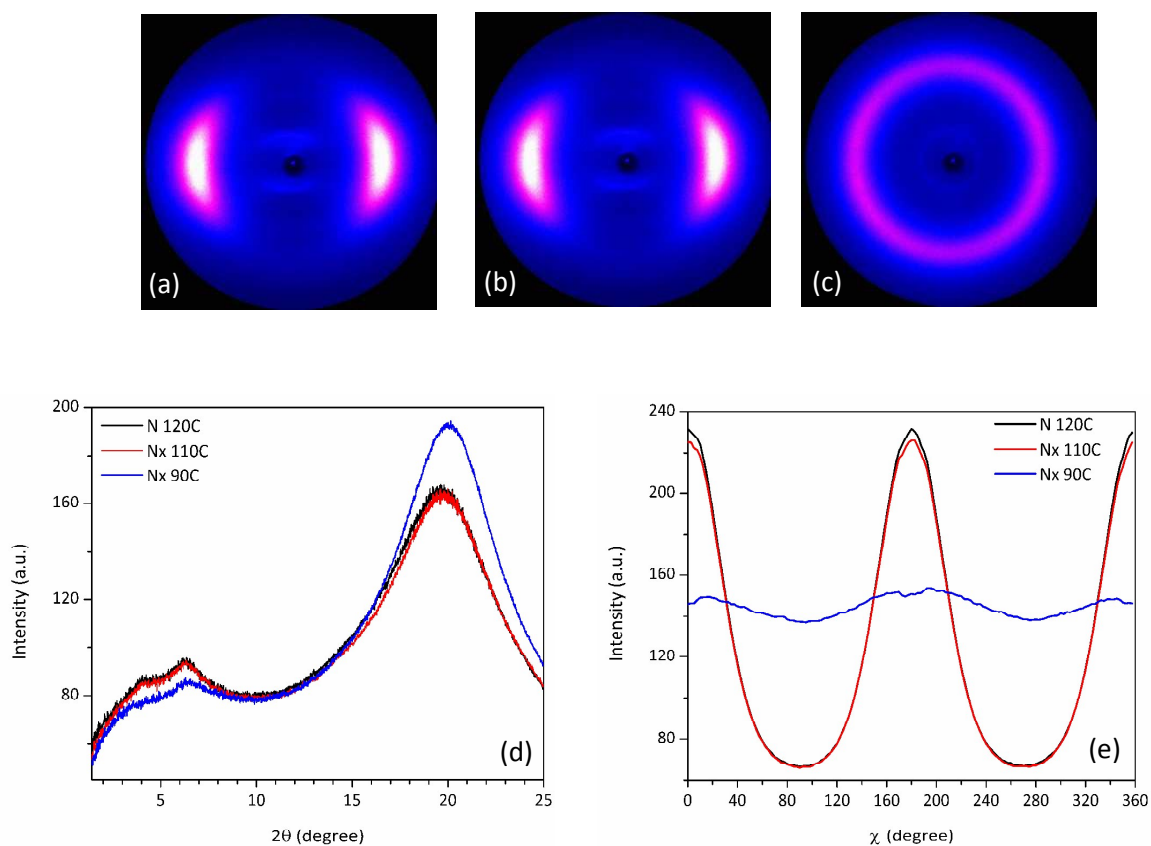 (a)
(b)
(c)
200
160
120
80
Intensity (a.u.)
N 120C
Nx 110C
Nx 90C
(d)
5
10
15
20
25
2θ (degree)
240
200
160
120
80
Intensity (a.u.)
N 120C
Nx 110C
Nx 90C
(e)
0
40
80
120
160
200
240
280
320
360
χ (degree)